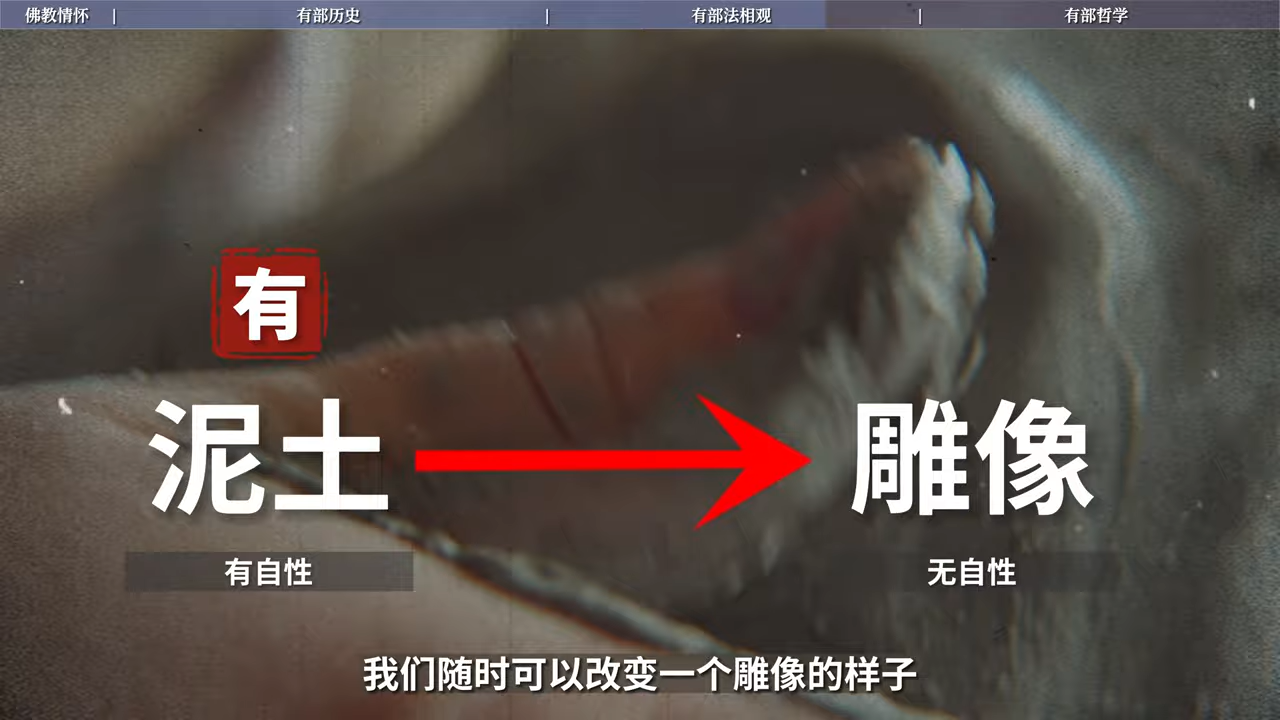 佛教情怀 | 有部历史 | 有部法相观 | 有部哲学
有
泥土 雕像
有自性 无自性
我们随时可以改变一个雕像的样子